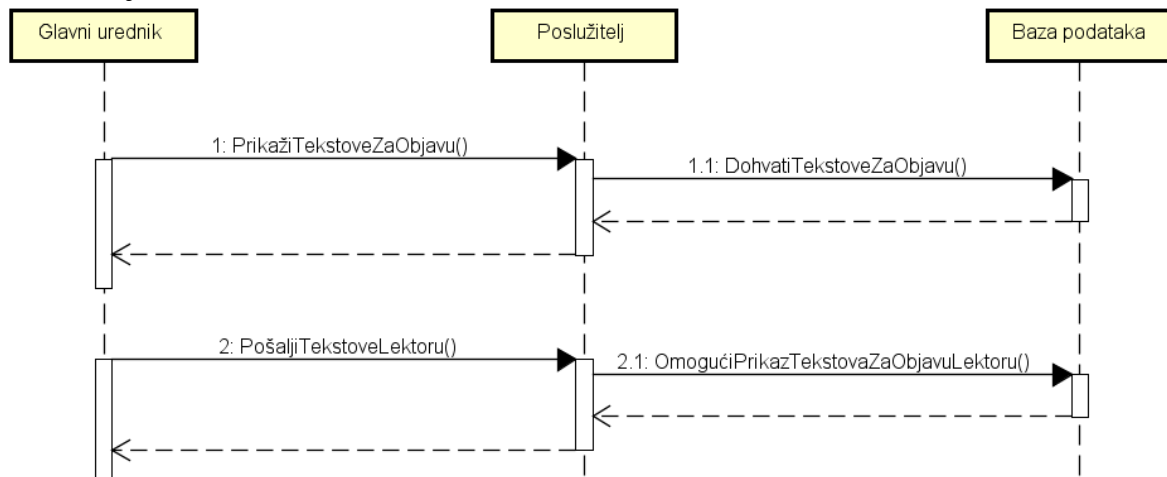 Glavni urednik
Poslužitelj
Baza podataka
1: PrikažiTekstoveZaObjavu()
1.1: DohvatiTekstoveZaObjavu()
2: PošaljiTekstoveLektoru()
2.1: OmogućiPrikazTekstovaZaObjavuLektoru()